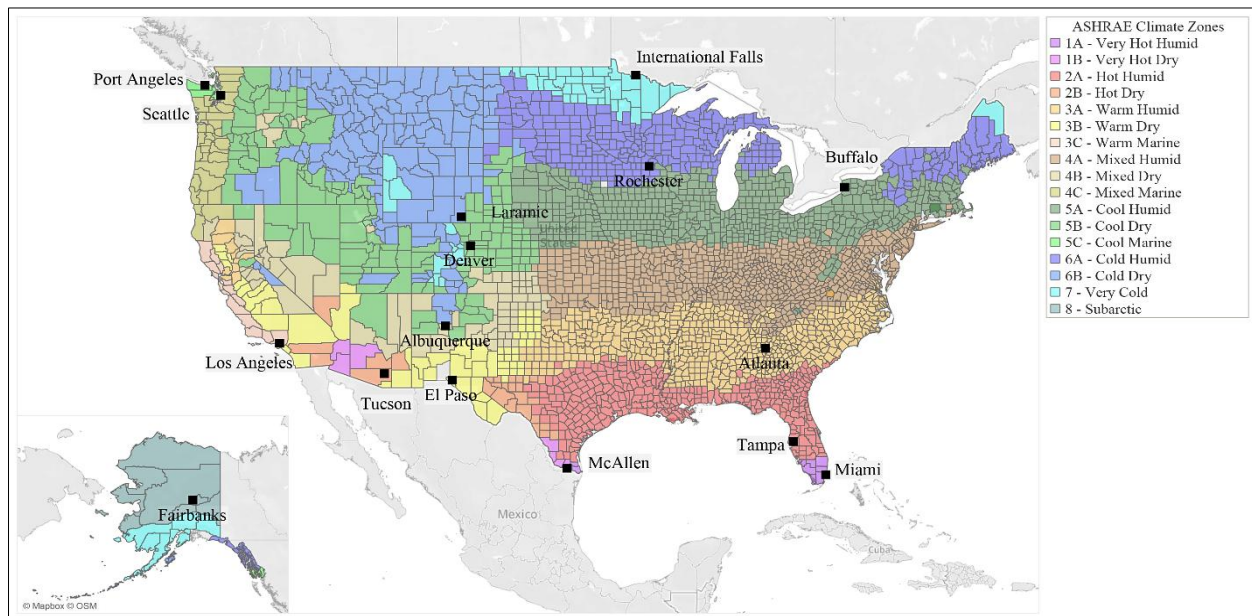 International Falls
Port Angeles
Seattle
Buffalo
Rochester
Laramic
United
States
Denver
Albuquerque
Los Angeles
Atlanta
Tucson
El Paso
Tampa
McAllen
Miami
Mexico
Cuba
Fairbanks
© Mapbox © OSM
ASHRAE Climate Zones
1A - Very Hot Humid
1B - Very Hot Dry
2A - Hot Humid
2B - Hot Dry
3A - Warm Humid
3B - Warm Dry
3C - Warm Marine
4A - Mixed Humid
4B - Mixed Dry
4C - Mixed Marine
5A - Cool Humid
5B - Cool Dry
5C - Cool Marine
6A - Cold Humid
6B - Cold Dry
7 - Very Cold
8 - Subarctic